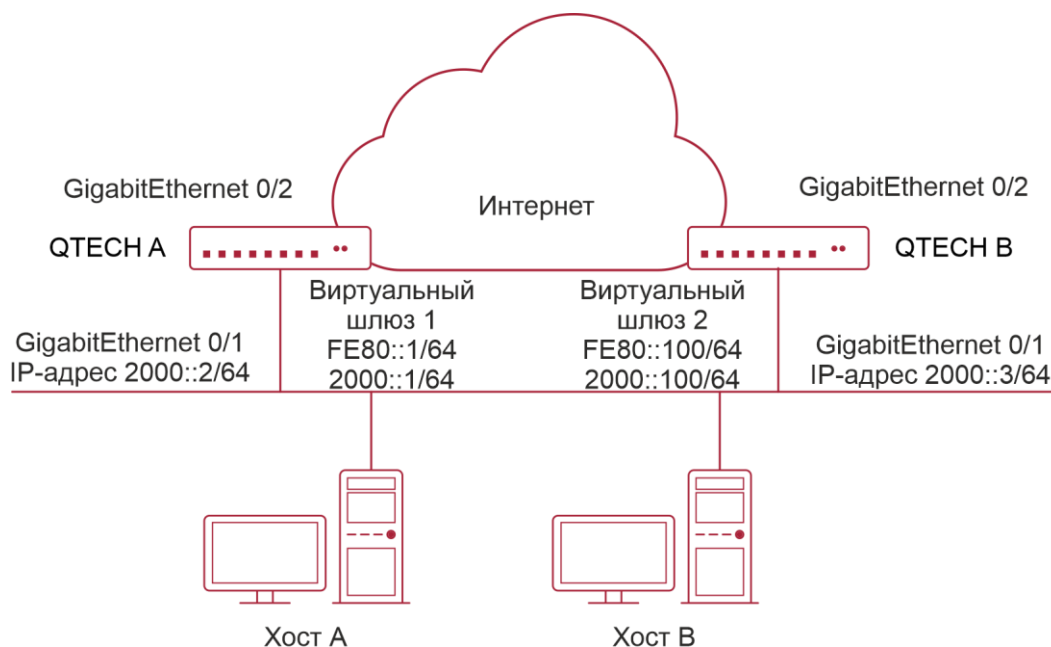 GigabitEthernet 0/2
GigabitEthernet 0/2
Интернет
QTECH A
QTECH B
Виртуальный
шлюз 1
FE80::1/64
2000::1/64
Виртуальный
шлюз 2
FE80::100/64
2000::100/64
GigabitEthernet 0/1
IP-адрес 2000::2/64
GigabitEthernet 0/1
IP-адрес 2000::3/64
Хост A
Хост B